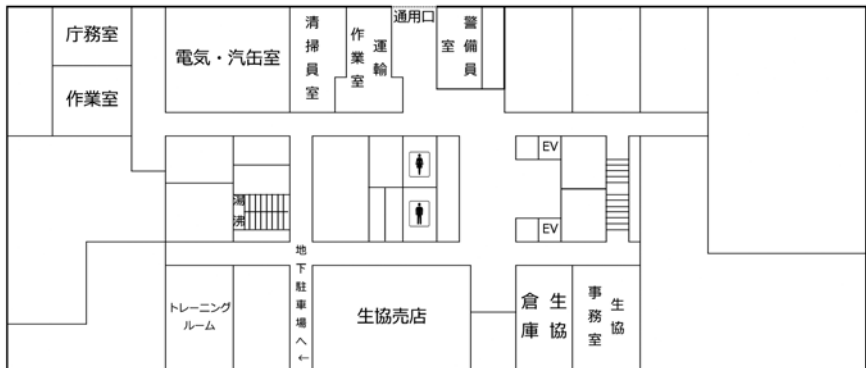 庁務室
作業室
電気・汽缶室
清掃員室
運輸
作業室
通用口
警備員
室
EV
湯沸
EV
地下駐車場へ←
トレーニング
ルーム
生協売店
生協
倉庫
生協
事務室